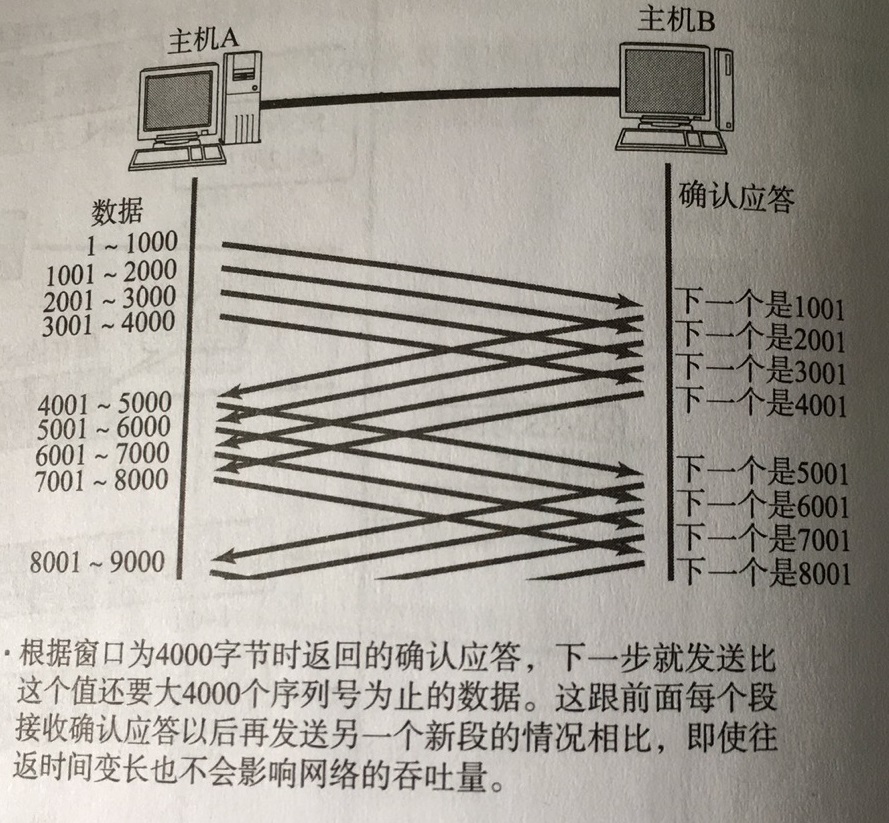 主机A
主机B
数据
确认应答
1～1000
1001～2000
2001～3000
3001～4000
下一个是1001
下一个是2001
下一个是3001
下一个是4001
4001～5000
5001～6000
6001～7000
7001～8000
下一个是5001
下一个是6001
下一个是7001
下一个是8001
8001～9000
·根据窗口为4000字节时返回的确认应答，下一步就发送比
这个值还要大4000个序列号为止的数据。这跟前面每个段
接收确认应答以后再发送另一个新段的情况相比，即使往
返时间变长也不会影响网络的吞吐量。